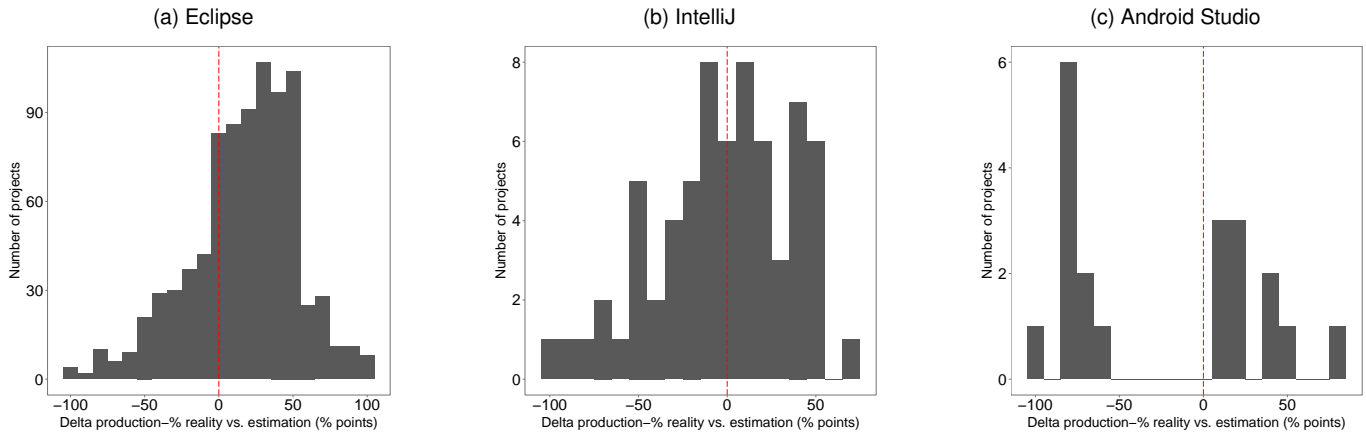 (a) Eclipse
Number of projects
90
60
30
0
−100 −50 0 50 100
Delta production−% reality vs. estimation (% points)
(b) IntelliJ
Number of projects
8
6
4
2
0
−100 −50 0 50
Delta production−% reality vs. estimation (% points)
(c) Android Studio
Number of projects
6
4
2
0
−100 −50 0 50
Delta production−% reality vs. estimation (% points)